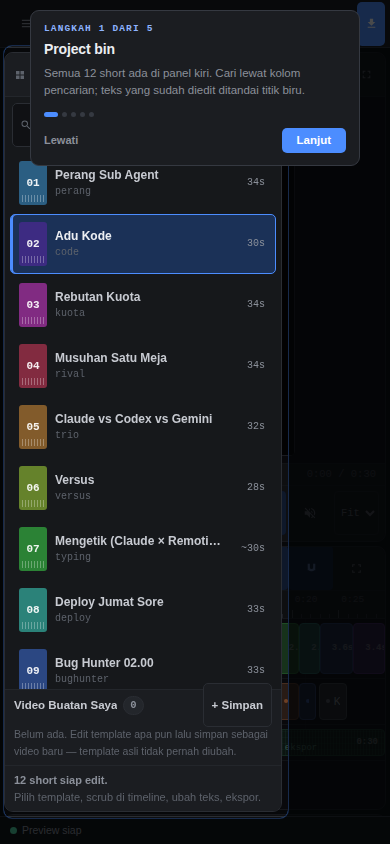 LANGKAH 1 DARI 5
Project bin
Semua 12 short ada di panel kiri. Cari lewat kolom
pencarian; teks yang sudah diedit ditandai titik biru.
Lewati
Lanjut
01
Perang Sub Agent
perang
34s
02
Adu Kode
code
30s
03
Rebutan Kuota
kuota
34s
04
Musuhan Satu Meja
rival
34s
05
Claude vs Codex vs Gemini
trio
32s
06
Versus
versus
28s
07
Mengetik (Claude × Remoti…
typing
~30s
08
Deploy Jumat Sore
deploy
33s
09
Bug Hunter 02.00
bughunter
33s
Fit
+ K
Video Buatan Saya 0
+ Simpan
Belum ada. Edit template apa pun lalu simpan sebagai
video baru — template asli tidak pernah diubah.
12 short siap edit.
Pilih template, scrub di timeline, ubah teks, ekspor.
Preview siap